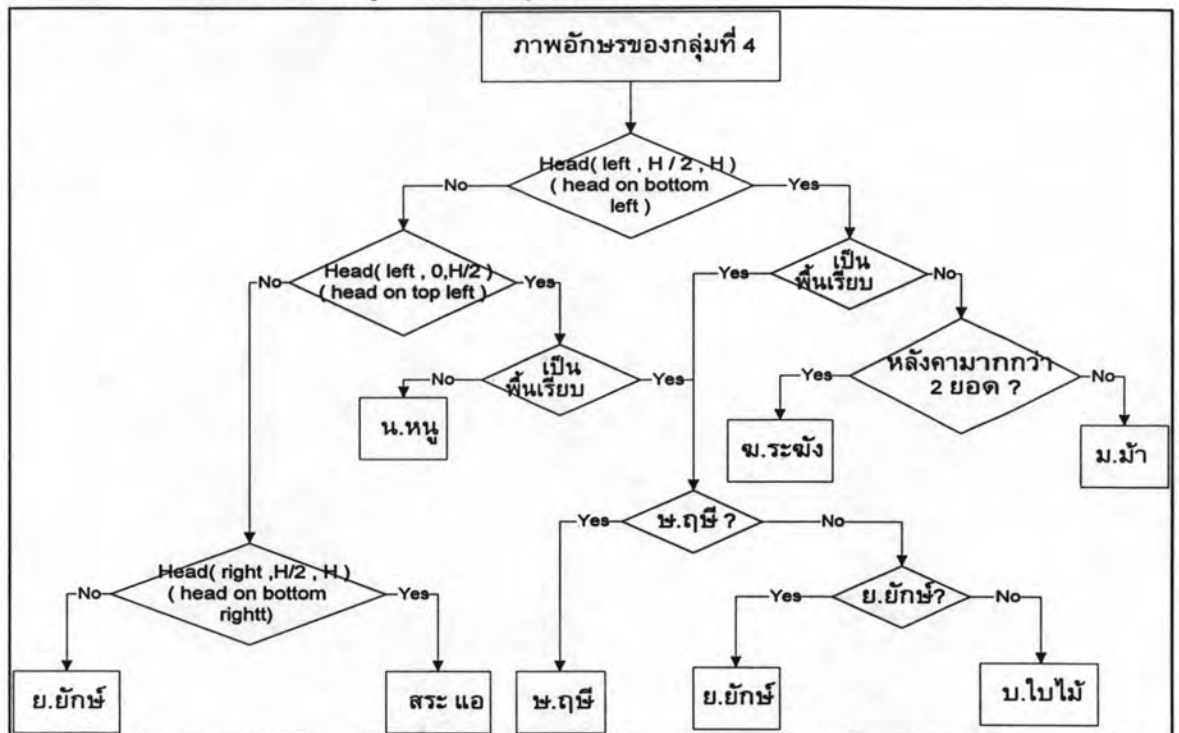 ภาพอักษรของกลุ่มที่ 4
Head( left , H / 2 , H )
( head on bottom
left )
No
Yes
Head( left , 0,H/2 )
( head on top left )
No
Yes
เป็น
พื้นเรียบ
Yes
No
เป็น
พื้นเรียบ
No
Yes
หลังคามากกว่า
2 ยอด ?
Yes
No
น.หนู
ฆ.ระฆัง
ม.ม้า
ษ.ฤษี ?
Yes
No
Head( right ,H/2 , H )
( head on bottom
rightt)
No
Yes
ย.ยักษ์?
Yes
No
ย.ยักษ์
สระ แอ
ษ.ฤษี
ย.ยักษ์
บ.ใบไม้